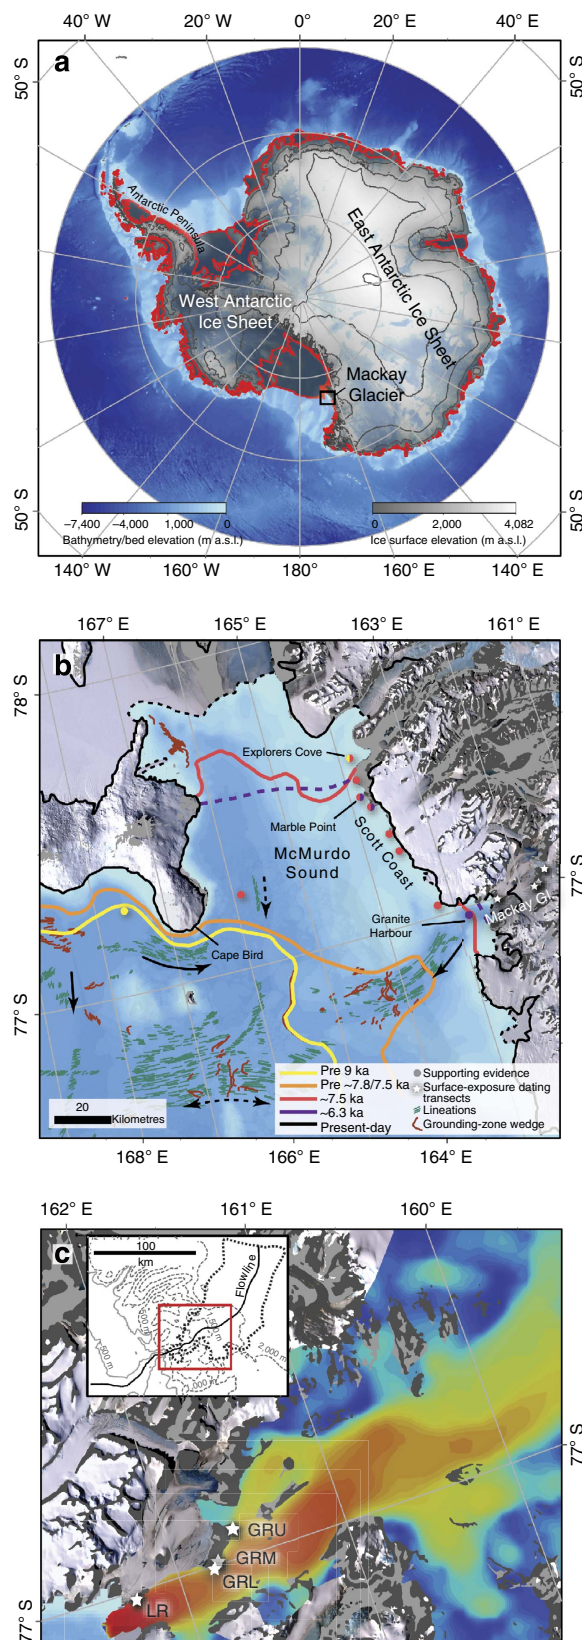 40° W 20° W 0° 20° E 40° E
a
50° S
50° S
Antarctic Peninsula
East Antarctic Ice Sheet
West Antarctic
Ice Sheet
Mackay
Glacier
50° S
50° S
−7,400 −4,000 1,000 0
Bathymetry/bed elevation (m a.s.l.)
0 2,000 4,082
Ice surface elevation (m a.s.l.)
140° W 160° W 180° 160° E 140° E
167° E 165° E 163° E 161° E
b
78° S
Explorers Cove
Marble Point
Scott Coast
McMurdo
Sound
77° S
Mackay Gl.
Granite
Harbour
Cape Bird
77° S
Pre 9 ka
Pre ~7.8/7.5 ka
~7.5 ka
~6.3 ka
Present-day
Supporting evidence
Surface-exposure dating
transects
Lineations
Grounding-zone wedge
20
Kilometres
168° E 166° E 164° E
162° E 161° E 160° E
c
100
km
Flowline
500 m
500 m
500 m
2,000 m
77° S
GRU
GRM
GRL
LR
77° S